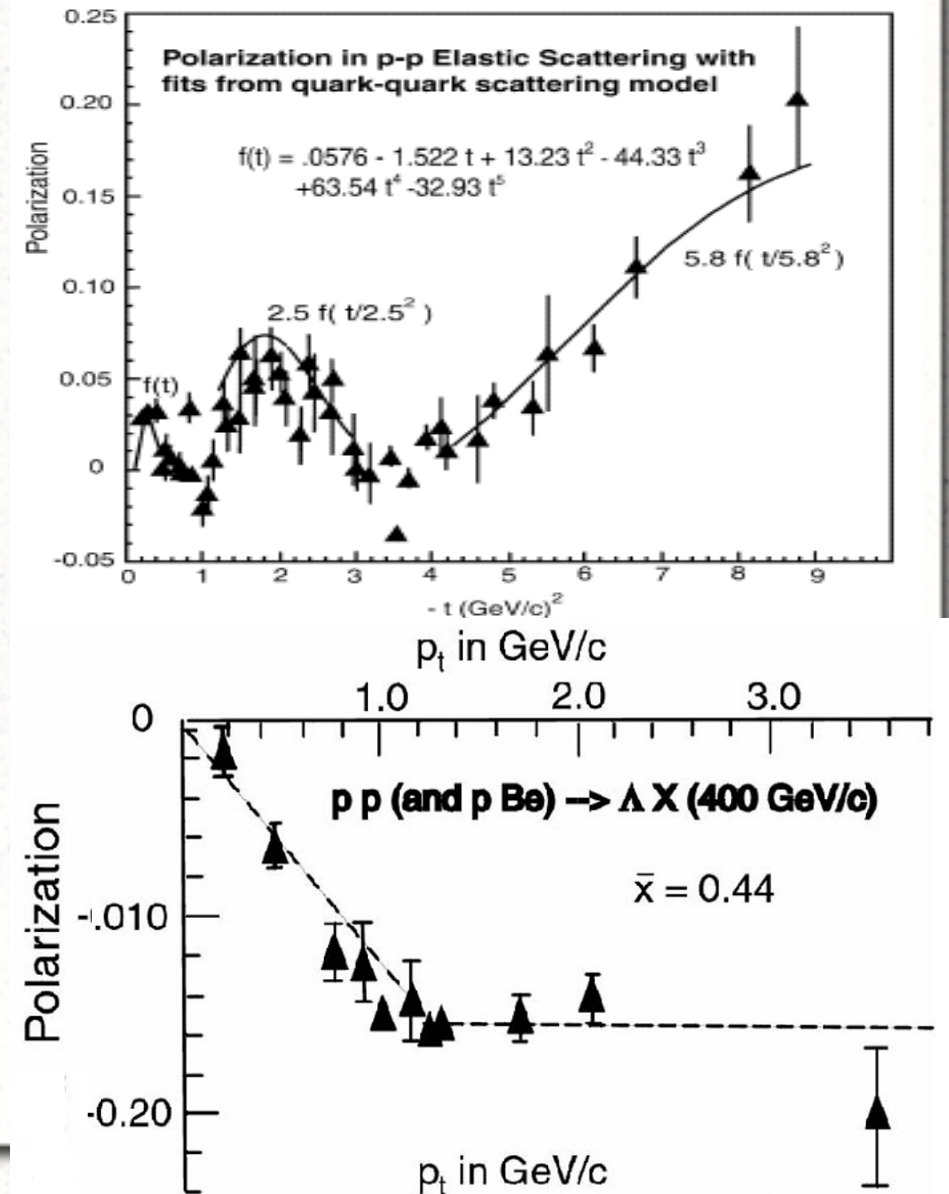 0.25
Polarization in p-p Elastic Scattering with
fits from quark-quark scattering model
0.20
f(t) = .0576 - 1.522 t + 13.23 t² - 44.33 t³
+63.54 t⁴ -32.93 t⁵
Polarization
0.15
5.8 f( t/5.8² )
0.10
2.5 f( t/2.5² )
0.05
f(t)
0
-0.05
0 1 2 3 4 5 6 7 8 9
- t (GeV/c)²
pt in GeV/c
1.0 2.0 3.0
0
p p (and p Be) --> Λ X (400 GeV/c)
x̄ = 0.44
Polarization
-.010
-0.20
pt in GeV/c